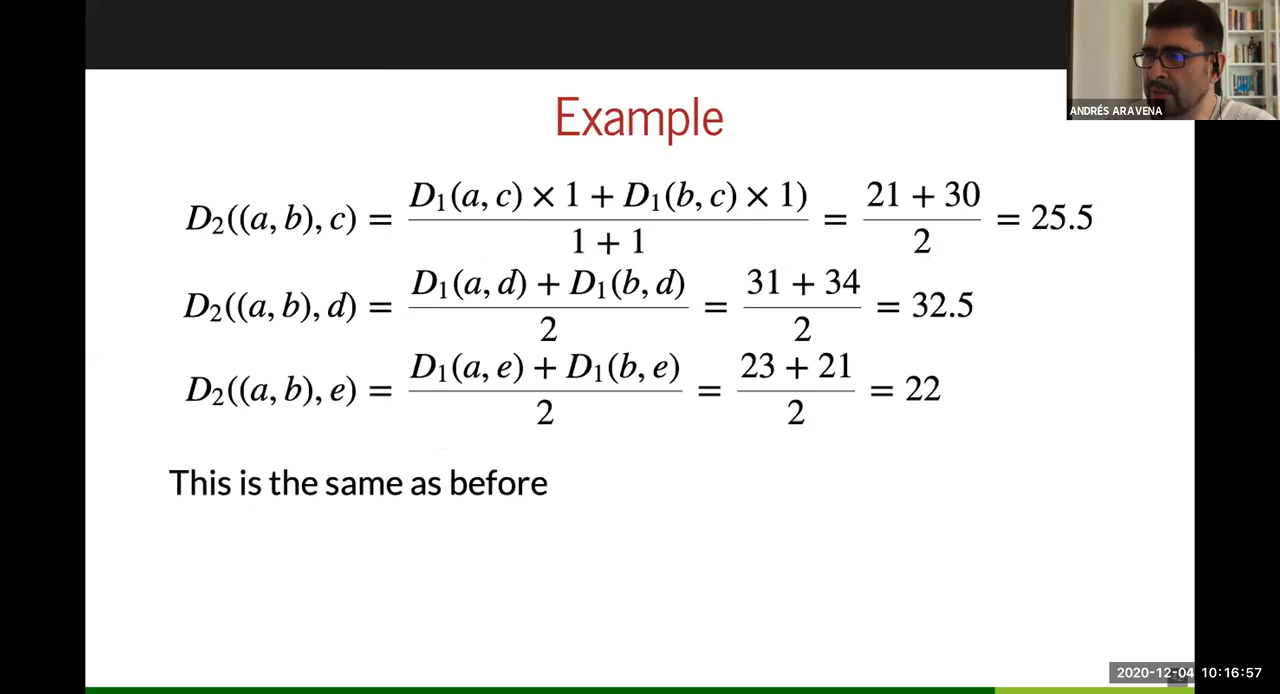 Example
ANDRÉS ARAVENA
D₂((a, b), c) = D₁(a, c) × 1 + D₁(b, c) × 1) / 1 + 1 = 21 + 30 / 2 = 25.5
D₂((a, b), d) = D₁(a, d) + D₁(b, d) / 2 = 31 + 34 / 2 = 32.5
D₂((a, b), e) = D₁(a, e) + D₁(b, e) / 2 = 23 + 21 / 2 = 22
This is the same as before
2020-12-04 10:16:57